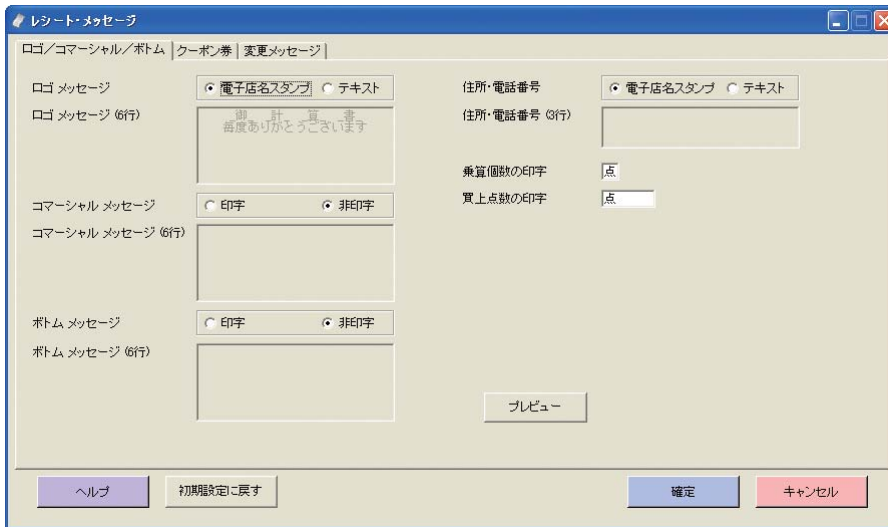 レシート・メッセージ
ロゴ/コマーシャル/ボトム クーポン券 変更メッセージ
ロゴ メッセージ
電子店名スタンプ テキスト
ロゴ メッセージ (6行)
御 計 算 書
毎度ありがとうございます
コマーシャル メッセージ
印字 非印字
コマーシャル メッセージ (6行)
ボトム メッセージ
印字 非印字
ボトム メッセージ (6行)
住所・電話番号
電子店名スタンプ テキスト
住所・電話番号 (3行)
乗算個数の印字 点
買上点数の印字 点
プレビュー
ヘルプ 初期設定に戻す 確定 キャンセル